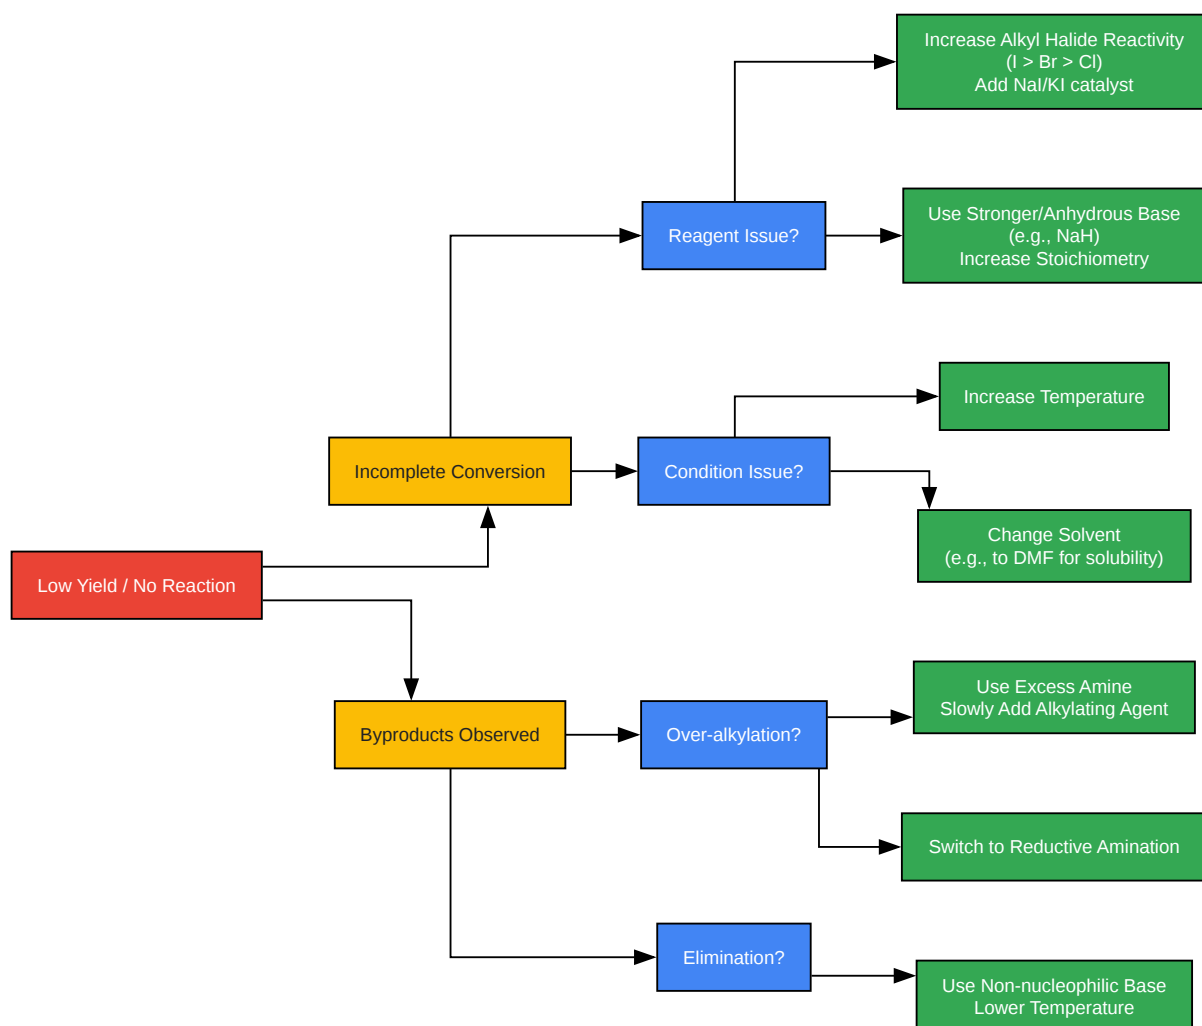 Increase Alkyl Halide Reactivity
(I > Br > Cl)
Add NaI/KI catalyst
Use Stronger/Anhydrous Base
(e.g., NaH)
Increase Stoichiometry
Reagent Issue?
Increase Temperature
Incomplete Conversion
Condition Issue?
Change Solvent
(e.g., to DMF for solubility)
Low Yield / No Reaction
Use Excess Amine
Slowly Add Alkylating Agent
Byproducts Observed
Over-alkylation?
Switch to Reductive Amination
Elimination?
Use Non-nucleophilic Base
Lower Temperature